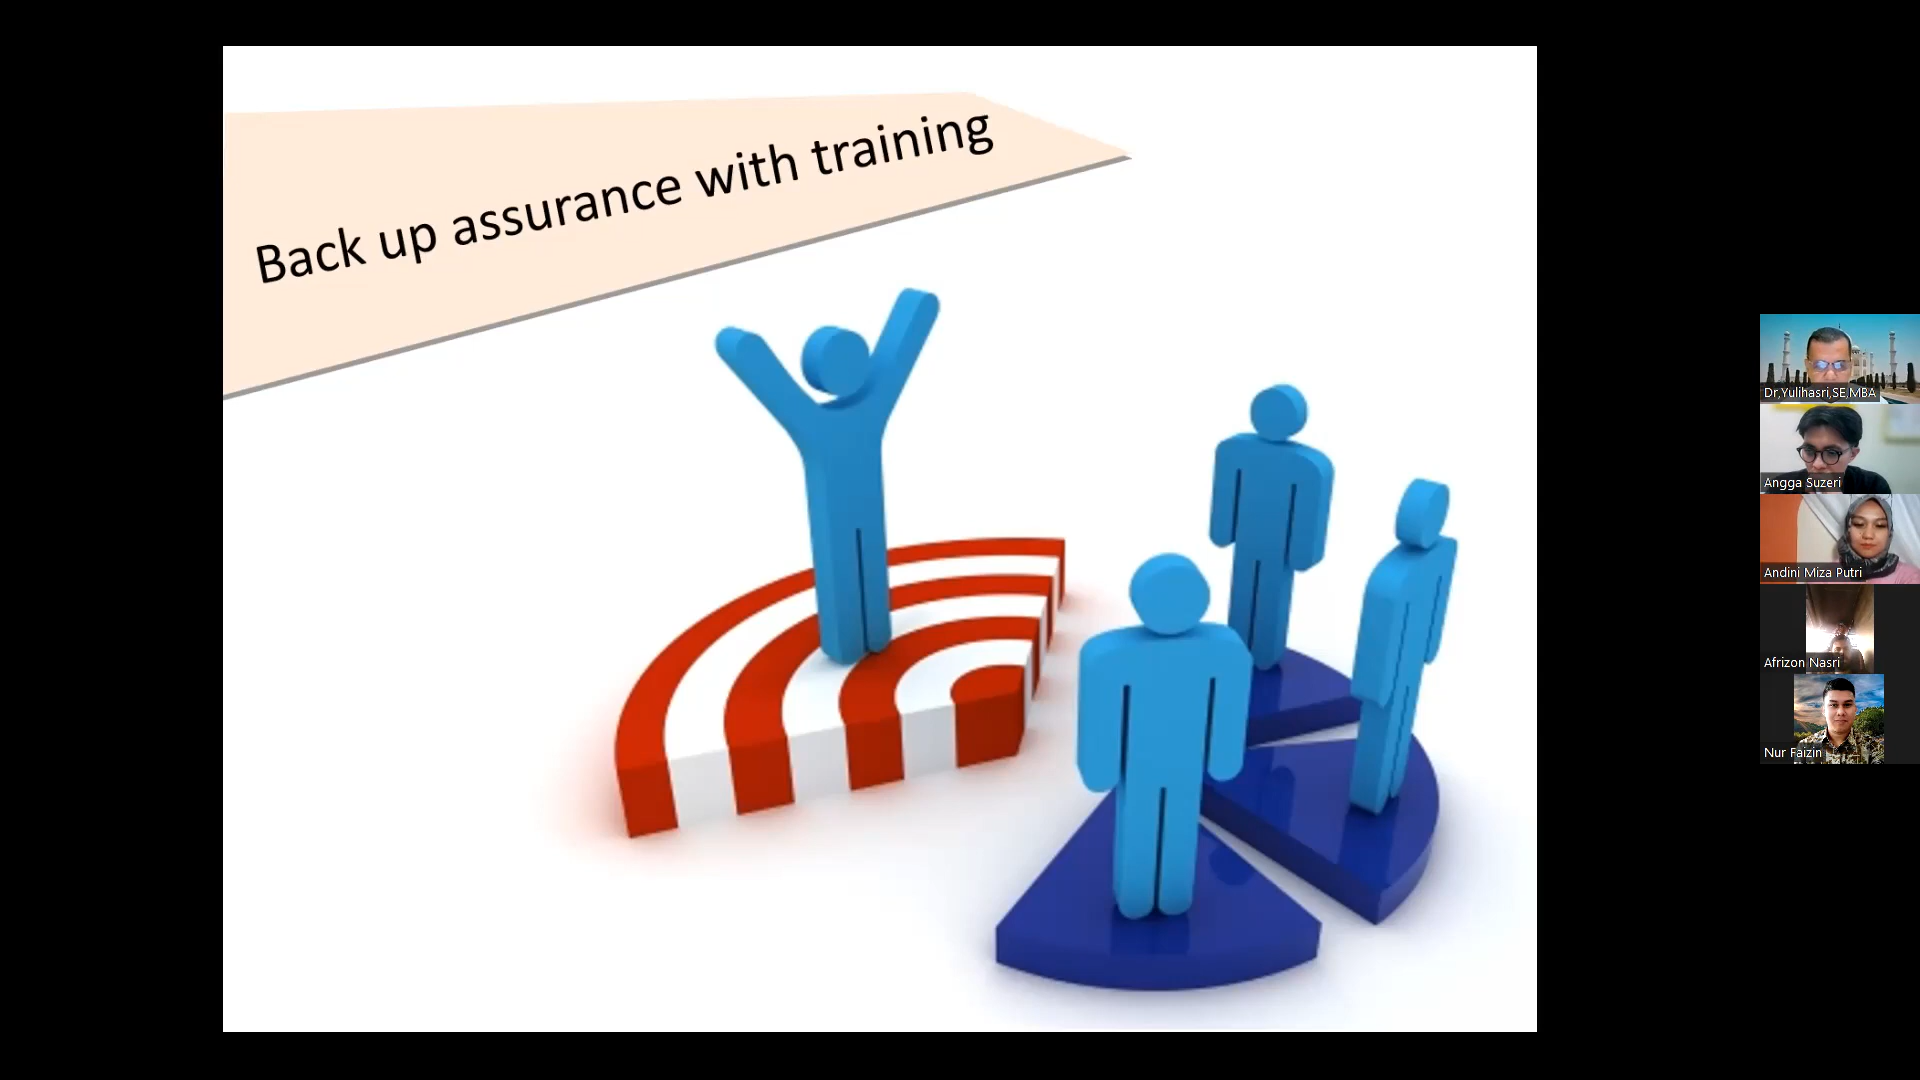 Back up assurance with training
Dr,Yulihasri,SE,MBA
Angga Suzeri
Andini Miza Putri
Afrizon Nasri
Nur Faizin